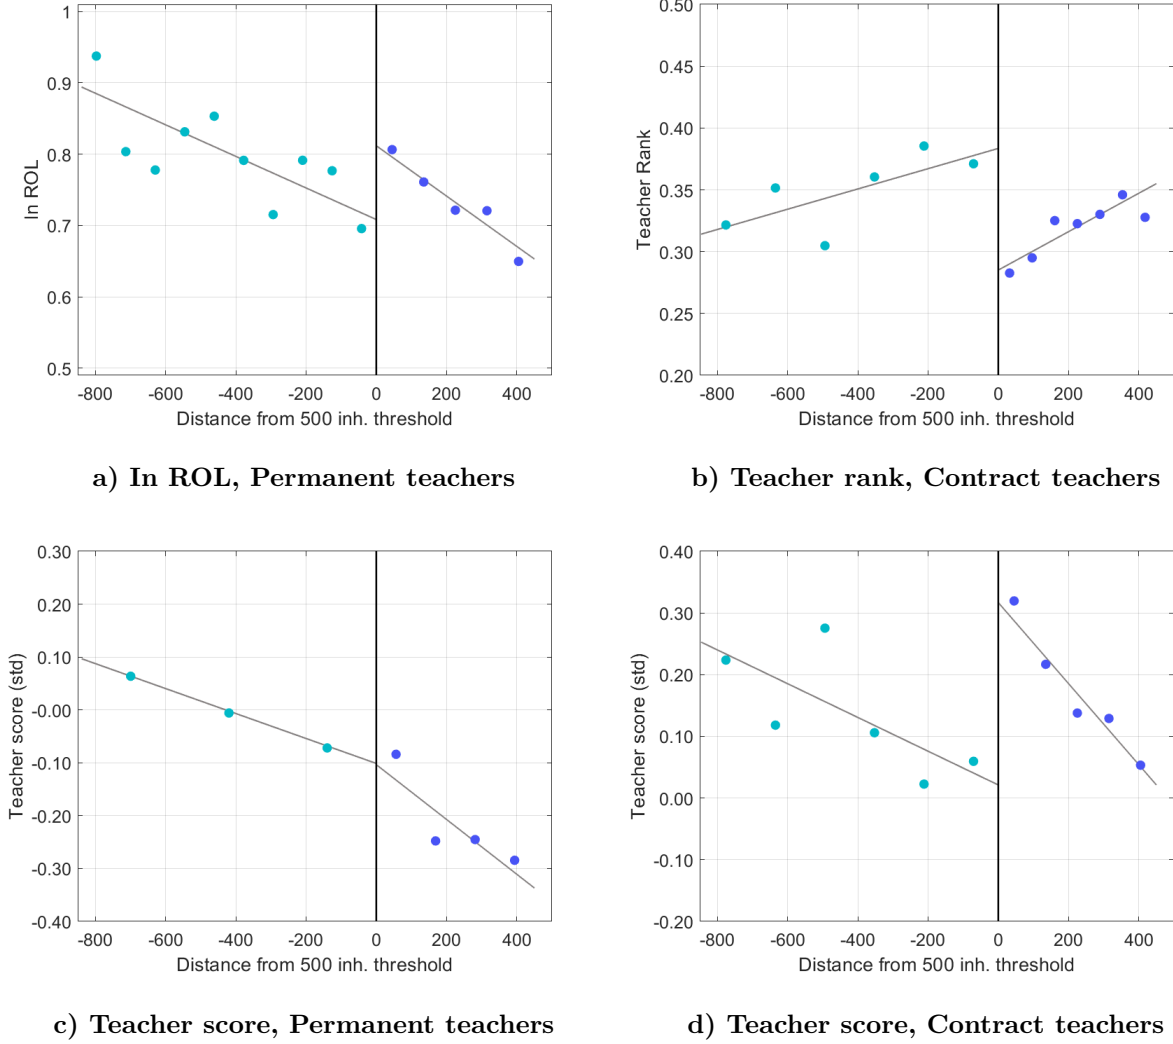 1
0.9
0.8
0.7
0.6
0.5
In ROL
-800 -600 -400 -200 0 200 400
Distance from 500 inh. threshold
a) In ROL, Permanent teachers
0.50
0.45
0.40
0.35
0.30
0.25
0.20
Teacher Rank
-800 -600 -400 -200 0 200 400
Distance from 500 inh. threshold
b) Teacher rank, Contract teachers
0.30
0.20
0.10
-0.00
-0.10
-0.20
-0.30
-0.40
Teacher score (std)
-800 -600 -400 -200 0 200 400
Distance from 500 inh. threshold
c) Teacher score, Permanent teachers
0.40
0.30
0.20
0.10
0.00
-0.10
-0.20
Teacher score (std)
-800 -600 -400 -200 0 200 400
Distance from 500 inh. threshold
d) Teacher score, Contract teachers